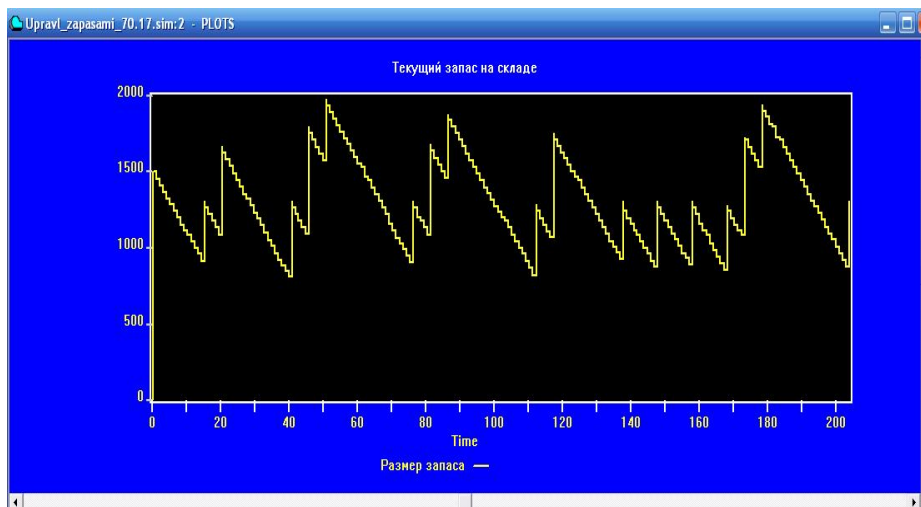 Upravl_zapasami_70.17.sim:2 - PLOTS
Текущий запас на складе
2000
1500
1000
500
0
0 20 40 60 80 100 120 140 160 180 200
Time
Размер запаса